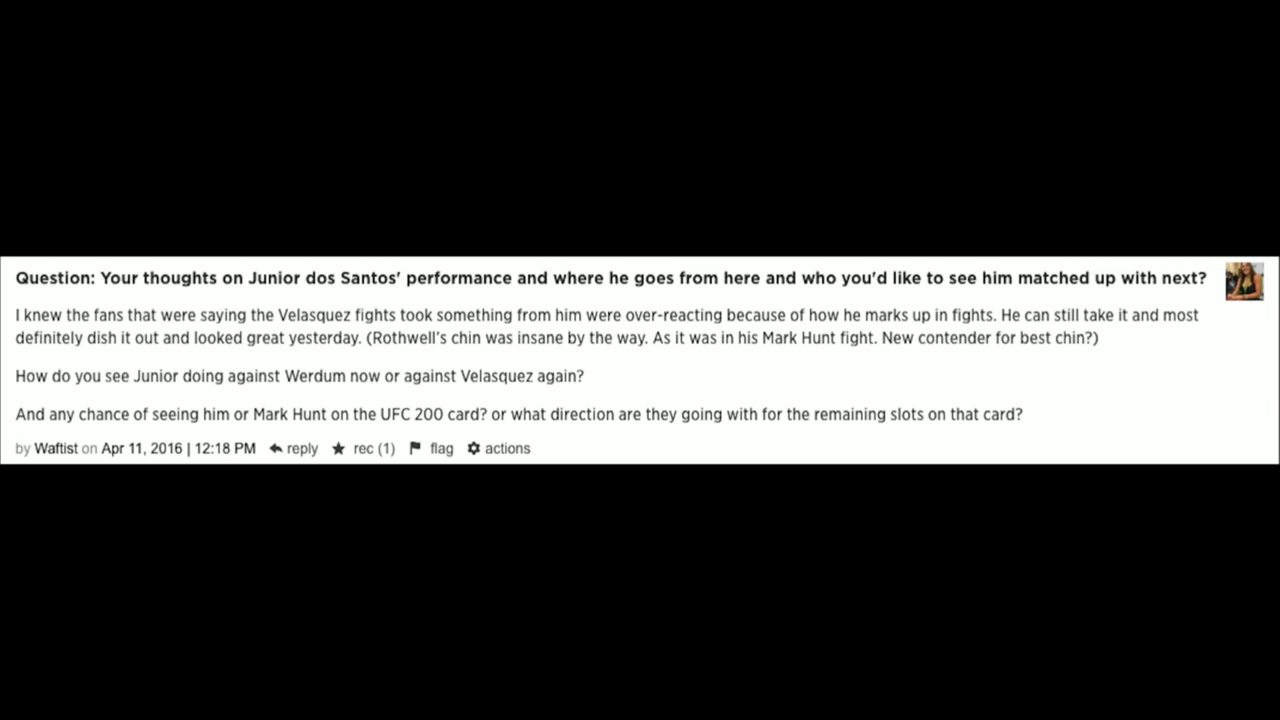 Question: Your thoughts on Junior dos Santos' performance and where he goes from here and who you'd like to see him matched up with next?
I knew the fans that were saying the Velasquez fights took something from him were over-reacting because of how he marks up in fights. He can still take it and most
definitely dish it out and looked great yesterday. (Rothwell's chin was insane by the way. As it was in his Mark Hunt fight. New contender for best chin?)
How do you see Junior doing against Werdum now or against Velasquez again?
And any chance of seeing him or Mark Hunt on the UFC 200 card? or what direction are they going with for the remaining slots on that card?
by Waftist on Apr 11, 2016 | 12:18 PM reply rec (1) flag actions